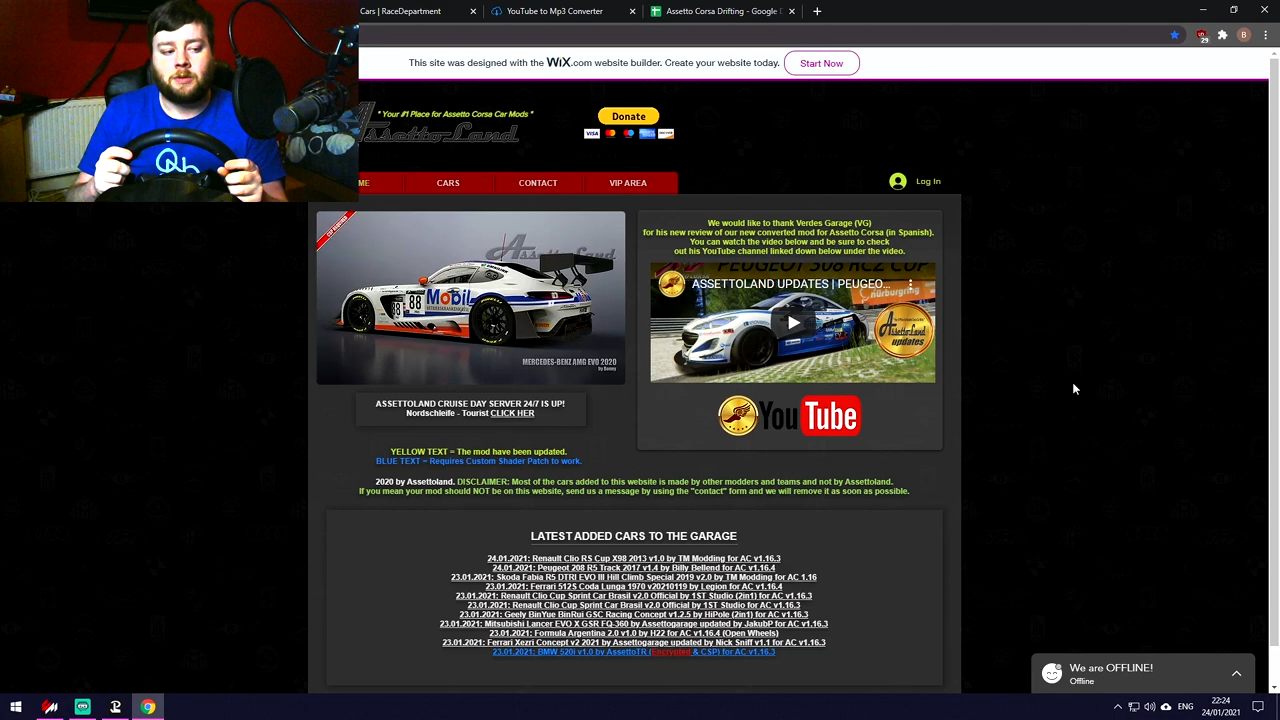 Cars | RaceDepartment
YouTube to Mp3
Assetto Corsa Drifting - Google
29
B
This site was designed with the WiX.com website builder. Create your website today. Start Now
" Your #1 Place for Assetto Corsa Car Mods "
Assetto-Land
Donate
VISA
ME CARS CONTACT VIP AREA
Log In
We would like to thank Verdes Garage (VG)
for his new review of our new converted mod for Assetto Corsa (in Spanish).
You can watch the video below and be sure to check
out his YouTube channel linked down below under the video.
Mobil
88
88
MERCEDES-BENZ AMG EVO 2020
PEUGEOT 308 RCZ CUP
ASSETTOLAND UPDATES | PEUGEO...
Nürburgring
Assetto-Land
updates
YouTube
ASSETTOLAND CRUISE DAY SERVER 24/7 IS UP!
Nordschleife - Tourist CLICK HER
YELLOW TEXT = The mod have been updated.
BLUE TEXT = Requires Custom Shader Patch to work.
2020 by Assettoland. DISCLAIMER: Most of the cars added to this website is made by other modders and teams and not by Assettoland.
If you mean your mod should NOT be on this website, send us a message by using the "contact" form and we will remove it as soon as possible.
LATEST ADDED CARS TO THE GARAGE
24.01.2021: Renault Clio RS Cup X98 2013 v1.0 by TM Modding for AC v1.16.3
24.01.2021: Peugeot 208 R5 Track 2017 v1.4 by Billy Bellend for AC v1.16.4
23.01.2021: Skoda Fabia R5 DTRI EVO III Hill Climb Special 2019 v2.0 by TM Modding for AC 1.16
23.01.2021: Ferrari 512S Coda Lunga 1970 v20210119 by Legion for AC v1.16.4
23.01.2021: Renault Clio Cup Sprint Car Brasil v2.0 Official by 1ST Studio (2in1) for AC v1.16.3
23.01.2021: Renault Clio Cup Sprint Car Brasil v2.0 Official by 1ST Studio for AC v1.16.3
23.01.2021: Geely BinYue BinRui GSC Racing Concept v1.2.5 by HiPole (2in1) for AC v1.16.3
23.01.2021: Mitsubishi Lancer EVO X GSR FQ-360 by Assettogarage updated by JakubP for AC v1.16.3
23.01.2021: Formula Argentina 2.0 v1.0 by H22 for AC v1.16.4 (Open Wheels)
23.01.2021: Ferrari Xezri Concept v2 2021 by Assettogarage updated by Nick Sniff v1.1 for AC v1.16.3
23.01.2021: BMW 520i v1.0 by AssettoTR (Encrypted & CSP) for AC v1.16.3
We are OFFLINE!
Offline
ENG
22:24
24/01/2021